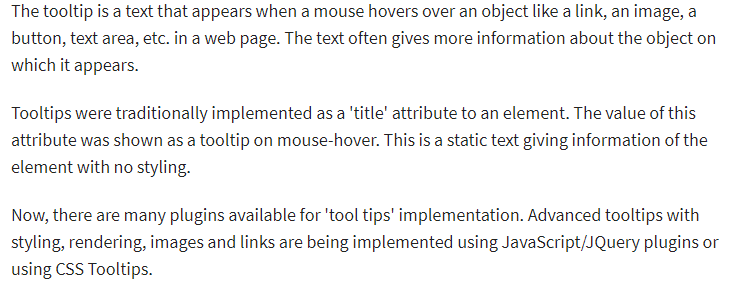 The tooltip is a text that appears when a mouse hovers over an object like a link, an image, a
button, text area, etc. in a web page. The text often gives more information about the object on
which it appears.
Tooltips were traditionally implemented as a 'title' attribute to an element. The value of this
attribute was shown as a tooltip on mouse-hover. This is a static text giving information of the
element with no styling.
Now, there are many plugins available for 'tool tips' implementation. Advanced tooltips with
styling, rendering, images and links are being implemented using JavaScript/JQuery plugins or
using CSS Tooltips.